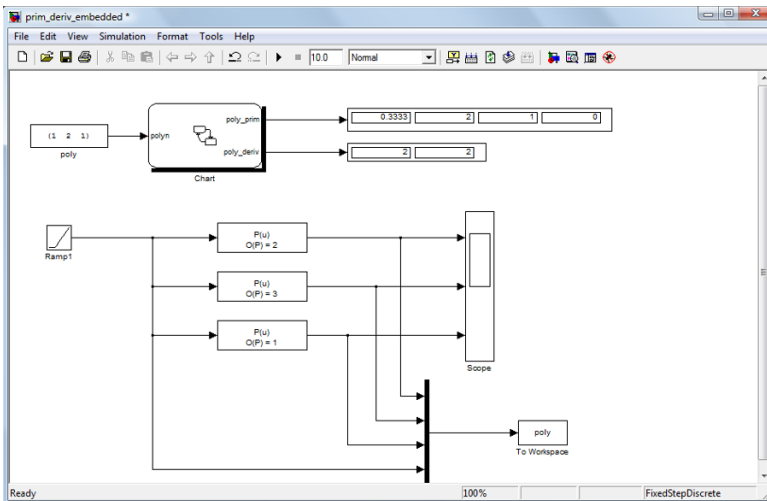 prim_deriv_embedded *
File Edit View Simulation Format Tools Help
10.0 Normal
poly_prim
0.3333 2 1 0
(1 2 1)
polyn
poly
poly_deriv
2 2
Chart
P(u)
O(P) = 2
Ramp1
P(u)
O(P) = 3
P(u)
O(P) = 1
Scope
poly
To Workspace
Ready 100% FixedStepDiscrete